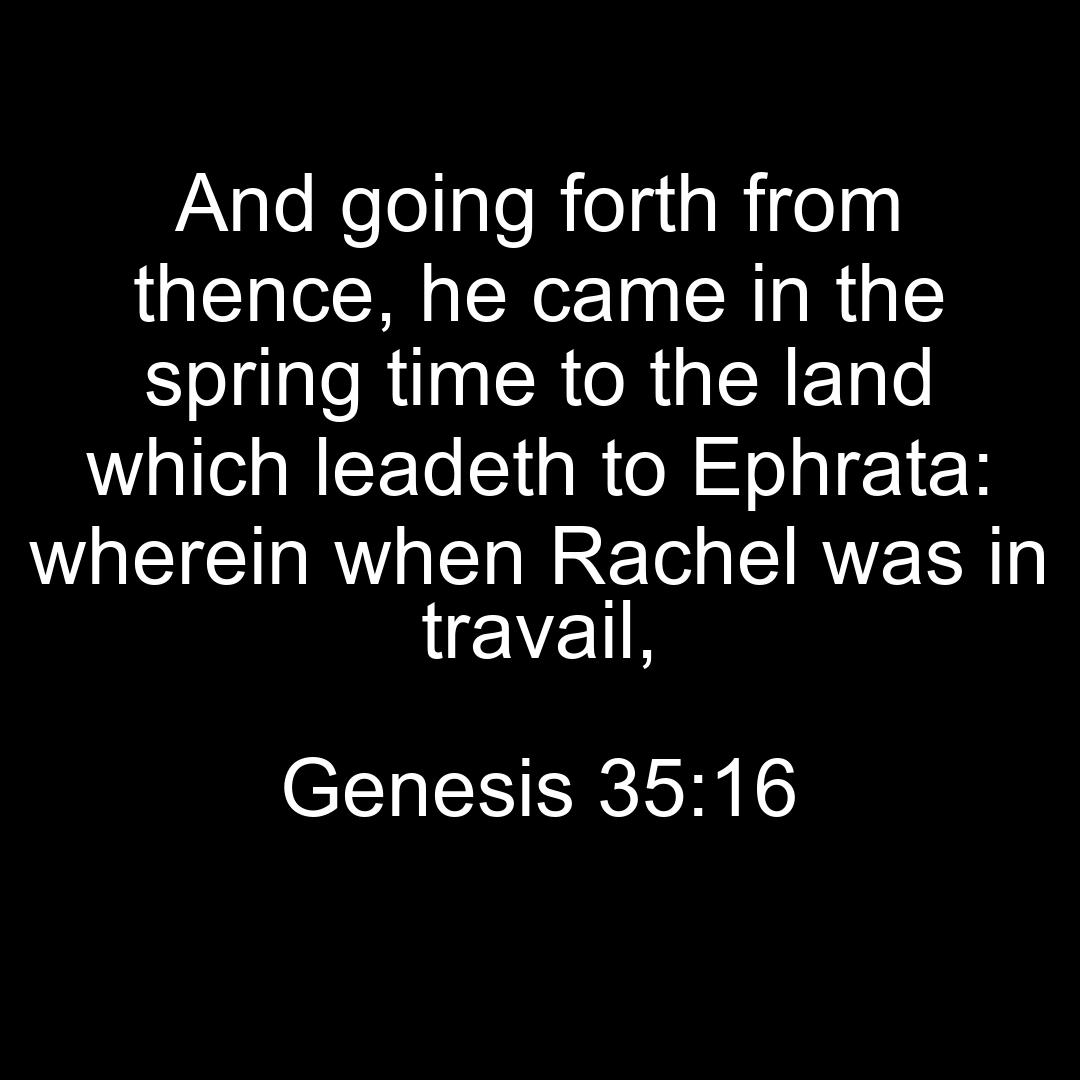 And going forth from
thence, he came in the
spring time to the land
which leadeth to Ephrata:
wherein when Rachel was in
travail,
Genesis 35:16